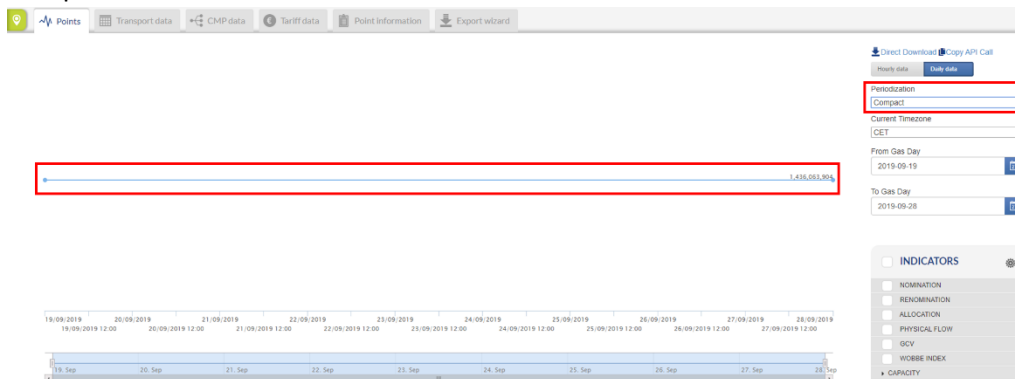 Points Transport data CMP data Tariff data Point information Export wizard
Direct Download Copy API Call
Hourly data Daily data
Periodization
Compact
Current Timezone
CET
From Gas Day
2019-09-19
1,436,063,904
To Gas Day
2019-09-28
INDICATORS
NOMINATION
RENOMINATION
ALLOCATION
PHYSICAL FLOW
GCV
WOBBE INDEX
CAPACITY
19/09/2019 20/09/2019 21/09/2019 22/09/2019 23/09/2019 24/09/2019 25/09/2019 26/09/2019 27/09/2019 28/09/2019
19/09/2019 12:00 20/09/2019 12:00 21/09/2019 12:00 22/09/2019 12:00 23/09/2019 12:00 24/09/2019 12:00 25/09/2019 12:00 26/09/2019 12:00 27/09/2019 12:00
19. Sep 20. Sep 21. Sep 22. Sep 23. Sep 24. Sep 25. Sep 26. Sep 27. Sep 28. Sep